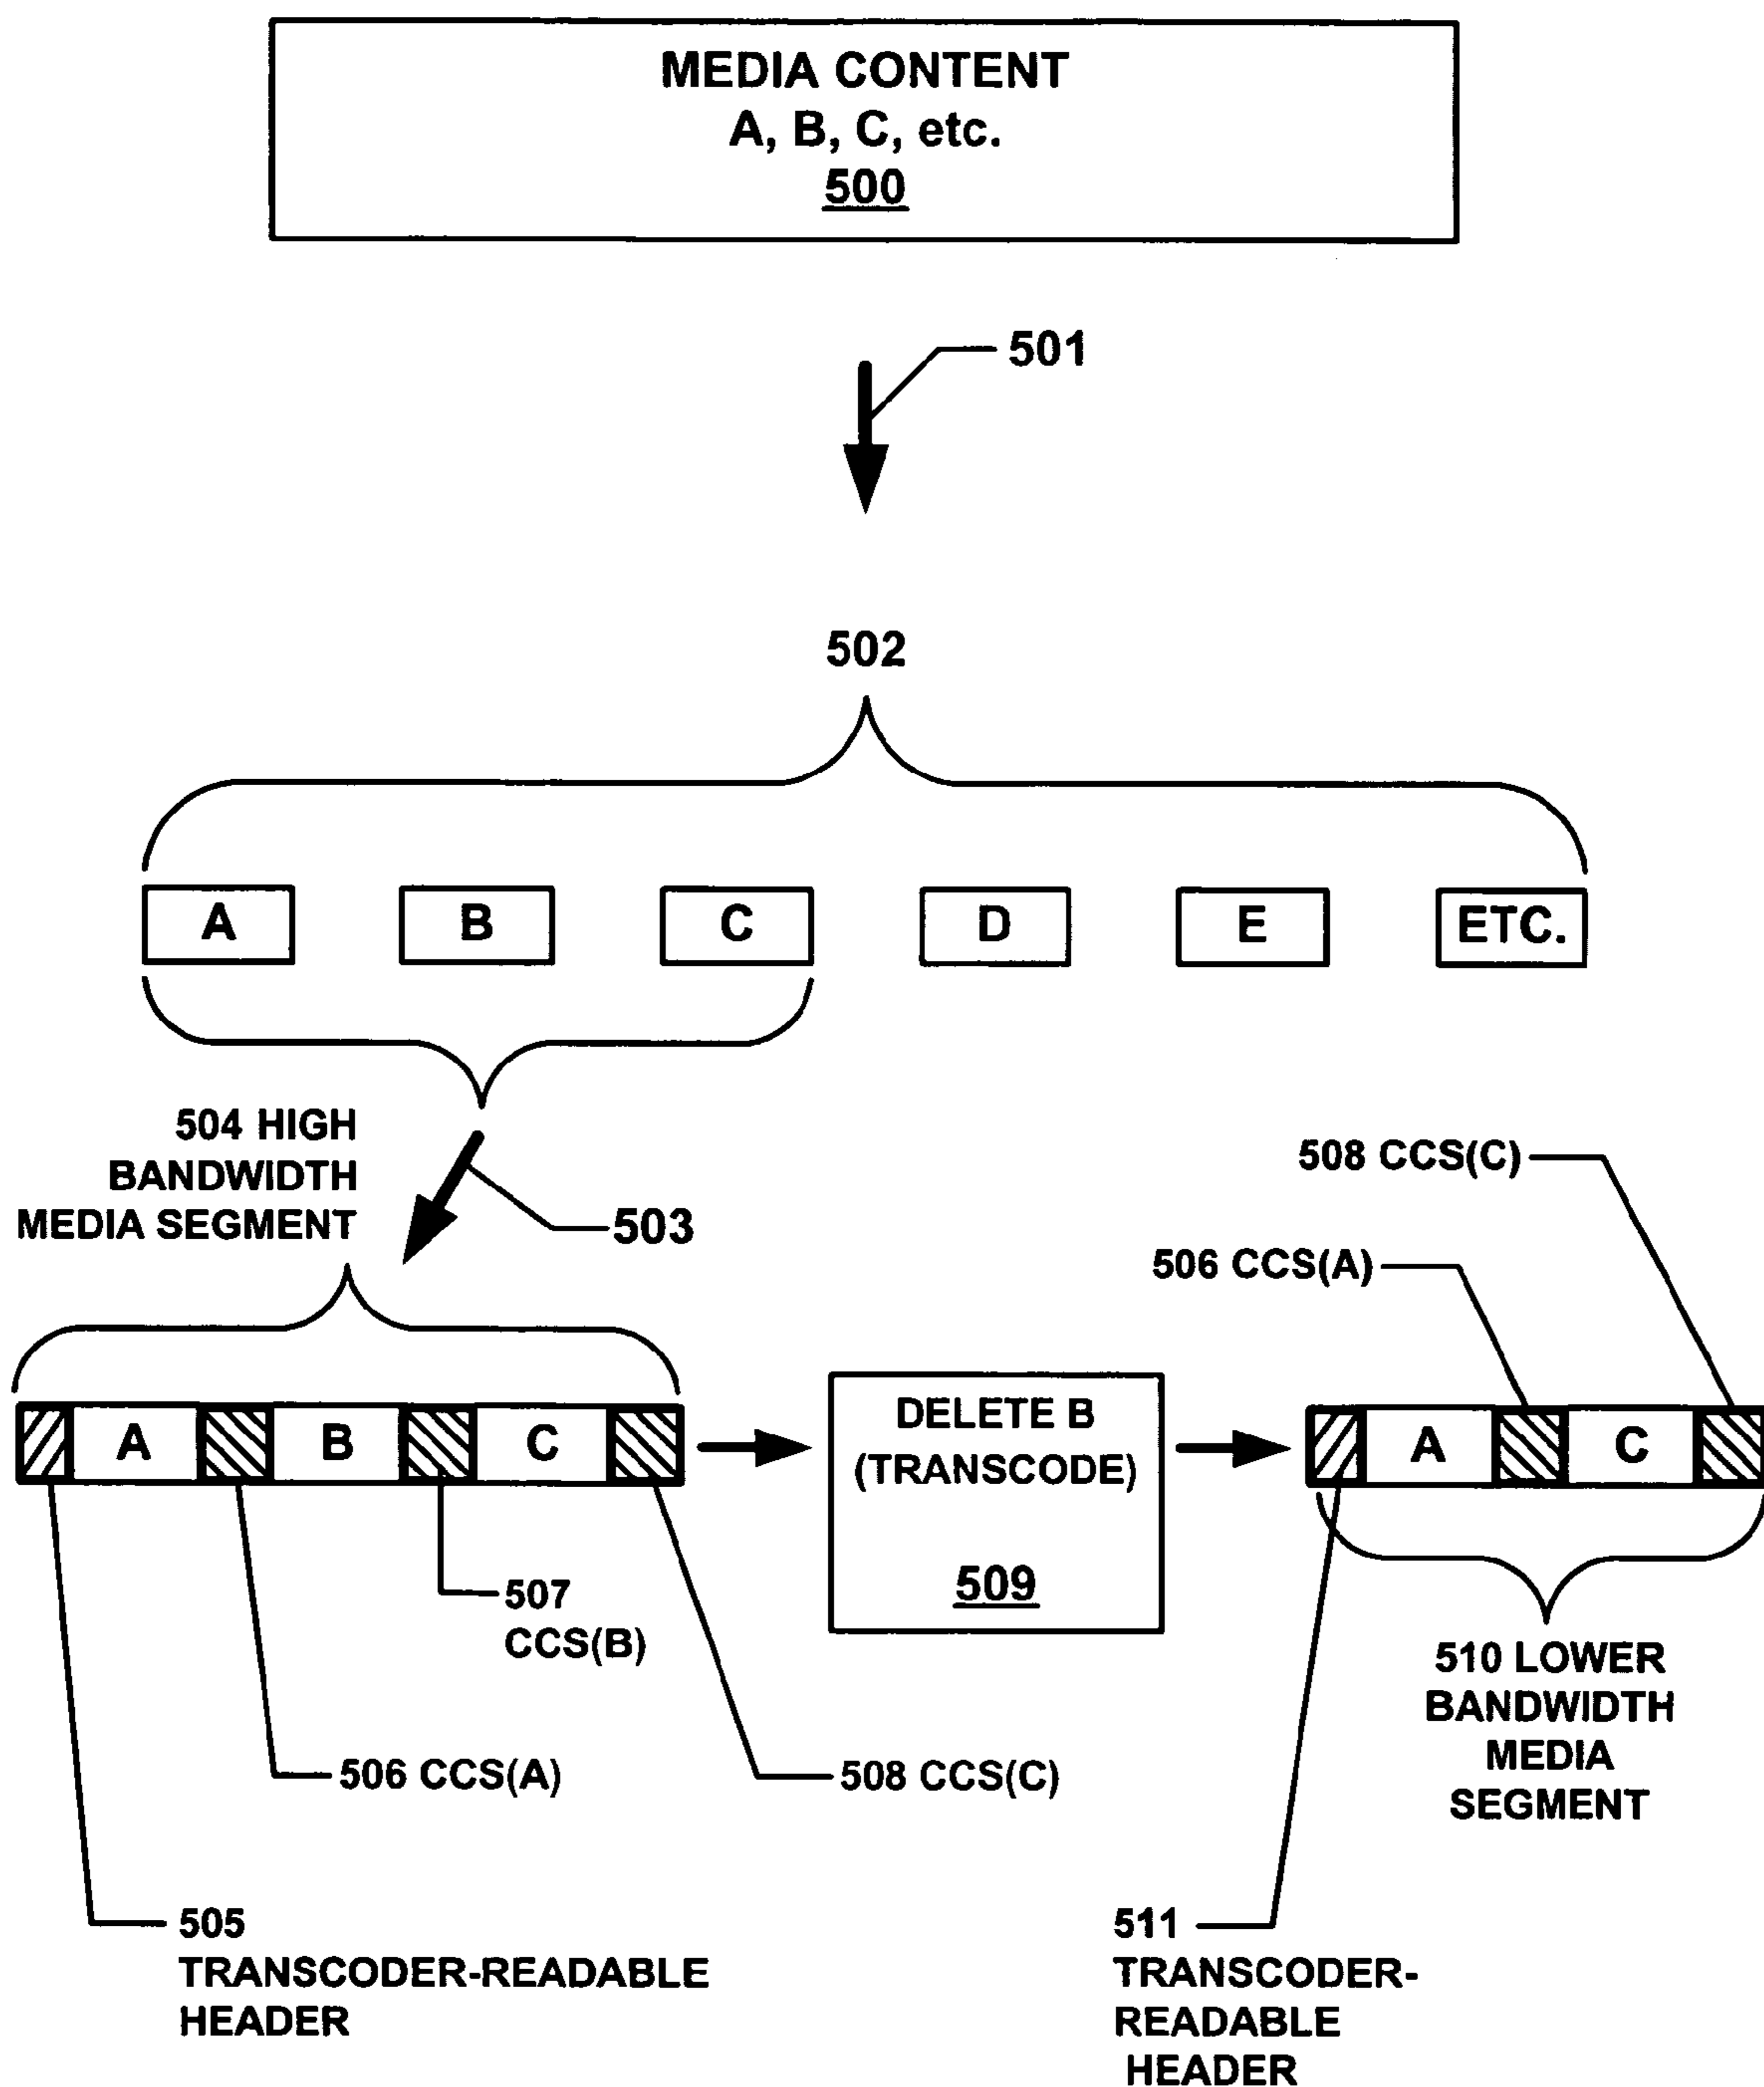 MEDIA CONTENT
A, B, C, etc.
500
501
502
A
B
C
D
E
ETC.
504 HIGH
BANDWIDTH
MEDIA SEGMENT
503
508 CCS(C)
506 CCS(A)
A
B
C
DELETE B
(TRANSCODE)
509
A
C
507
CCS(B)
506 CCS(A)
508 CCS(C)
510 LOWER
BANDWIDTH
MEDIA
SEGMENT
505
TRANSCODER-READABLE
HEADER
511
TRANSCODER-
READABLE
HEADER